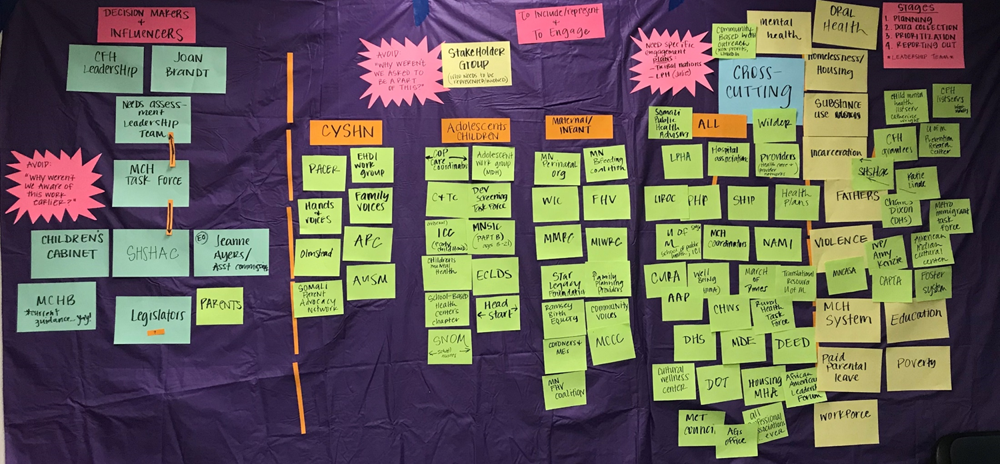 DECISION MAKERS
+
INFLUENCERS
CFH
Leadership
JOAN
BRANDT
Needs assess-
ment
Leadership
Team
AVOID:
"Why weren't
we aware of
this work
earlier?"
MCH
Task Force
CHILDREN'S
CABINET
SHSHAC
EO
Jeanne
Ayers/
Asst commiss
MCHB
*current
guidance... yay!
Legislators
PARENTS
To Include/represent
+
To Engage
AVOID:
"WHY WEREN'T
WE ASKED TO
BE A PART
OF THIS?"
StakeHolder
Group
(who needs to be
represented/involved)
CYSHN
PACER
EHDI
work
group
Hands
+
Voices
Family
Voices
Olmstead
ARC
SOMALI
Parent
Advocacy
Network
AUSM
Adolescents
CHILDREN
COP
Care
coordinators
Adolescent
work group
(MDH)
C+TC
Dev
Screening
Task Force
ICC
(early
childhood)
MNSIC
(PART B)
ages 3-21)
Childrens
Mental
Health
ECLDS
School-Based
Health
Centers
chapter
Head
Start
SNOM
school
nurses
Maternal/
INFANT
MN
Perinatal
org
MN
Bfeeding
coalition
WIC
FHV
MMRC
MIWRC
Star
Legacy
Foundation
Family
Planning
Providers
Ramsey
Birth
Equity
Community
Voices
coroners+
MEs
MCCC
MN
FHV
coalition
NEED Specific
engagement
plans:
- Tribal nations
- LPH (Julie)
Community
Based
outreach
(non-profits,
LinkedIn
CROSS-
CUTTING
Somali
Public
Health
Advisors
ALL
Wilder
LPHA
Hospital
associations
Providers
(Health care +
provider
networks)
LIROC
PHP
SHIP
Health
Plans
U of
M
School of public
health, ICI
MCH
coordinators
NAMI
CURA
Well
Being
March
of
Dimes
Translational
U of M
AAP
CHWs
Rural
Health
Task
Force
DHS
MDE
DEED
Cultural
wellness
center
DOT
Housing
MHA
African
American
Leadersh
Forum
MET
Council
AGs
office
all
ofessional
ssociations
... ever
mental
health
ORAL
Health
Homelessness/
Housing
SUBSTANCE
use
Incarceration
FATHERS
VIOLENCE
MCH
System
Education
Paid
Parental
leave
Poverty
workforce
STAGES
1. PLANNING
2. DATA COLLECTION
3. PRIORITIZATION
4. REPORTING OUT
*LEADERSHIP TEAM*
Child mental
health
listserv
Catherine
Wright
CFH
listservs
CFH
grantees
U of M
Prevention
Research
Center
SHSHac
Katie
Linde
Charles
Dixon
(DHS)
Metro
immigrant
task
force
IVP/
Amy
Kenzie
American
Indian
cultural
center
MNCASA
CAPTA
Foster
system